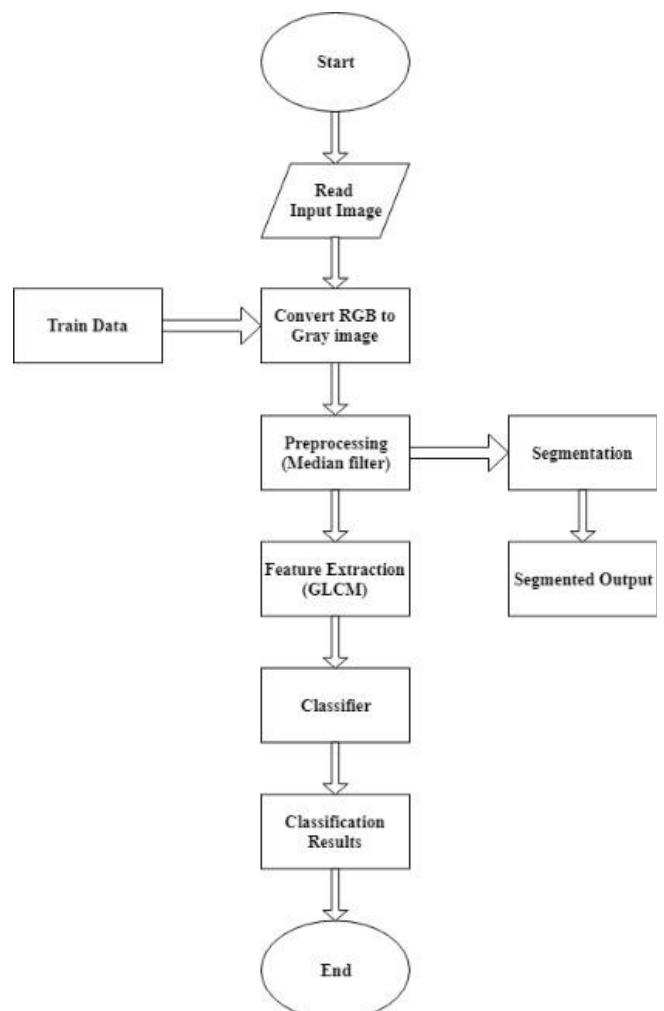 Start
Read
Input Image
Train Data
Convert RGB to
Gray image
Preprocessing
(Median filter)
Segmentation
Feature Extraction
(GLCM)
Segmented Output
Classifier
Classification
Results
End